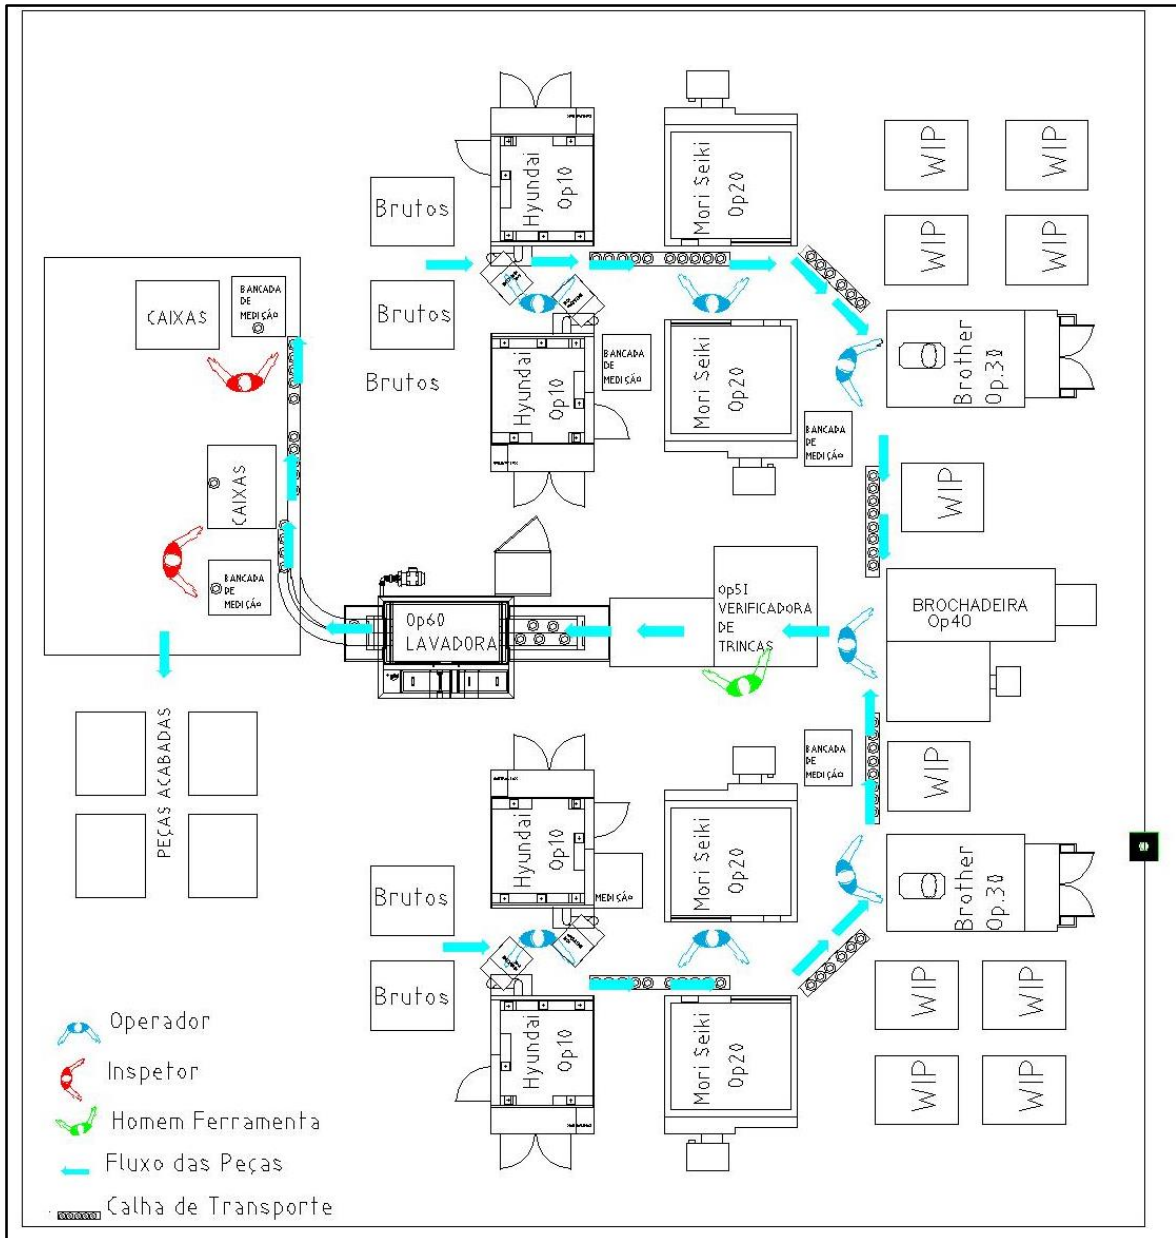 Hyundai
Op10
Mori Seiki
Op20
WIP
WIP
Brutos
WIP
WIP
CAIXAS
BANCADA
DE
MEDIÇÃO
Brutos
Brutos
Hyundai
Op10
BANCADA
DE
MEDIÇÃO
Mori Seiki
Op20
Brother
Op.30
BANCADA
DE
MEDIÇÃO
CAIXAS
WIP
BANCADA
DE
MEDIÇÃO
Op60
LAVADORA
op51
VERIFICADORA
DE
TRINCAS
BROCHADEIRA
Op40
PEÇAS ACABADAS
BANCADA
DE
MEDIÇÃO
WIP
Hyundai
Op10
MEDIÇÃO
Mori Seiki
Op20
Brother
Op.30
Brutos
Brutos
Hyundai
Op10
Mori Seiki
Op20
WIP
WIP
WIP
WIP
Operador
Inspetor
Homem Ferramenta
Fluxo das Peças
Calha de Transporte